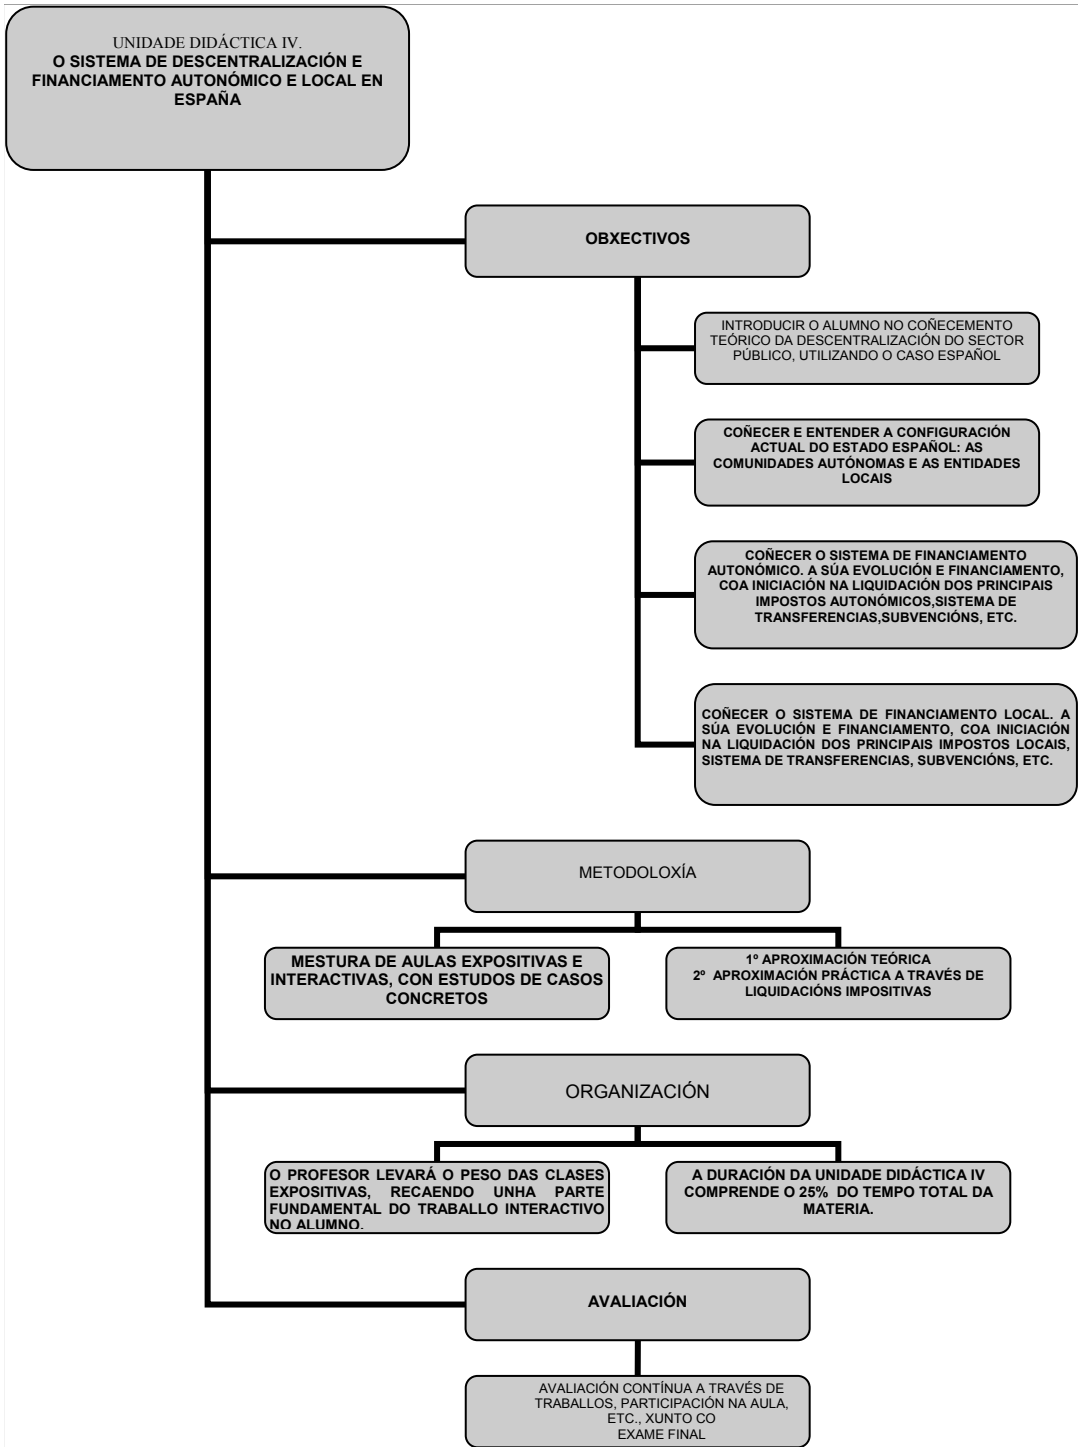 UNIDADE DIDÁCTICA IV.
O SISTEMA DE DESCENTRALIZACIÓN E
FINANCIAMENTO AUTONÓMICO E LOCAL EN
ESPAÑA
OBXECTIVOS
INTRODUCIR O ALUMNO NO COÑECEMENTO
TEÓRICO DA DESCENTRALIZACIÓN DO SECTOR
PÚBLICO, UTILIZANDO O CASO ESPAÑOL
COÑECER E ENTENDER A CONFIGURACIÓN
ACTUAL DO ESTADO ESPAÑOL: AS
COMUNIDADES AUTÓNOMAS E AS ENTIDADES
LOCAIS
COÑECER O SISTEMA DE FINANCIAMENTO
AUTONÓMICO. A SÚA EVOLUCIÓN E FINANCIAMENTO,
COA INICIACIÓN NA LIQUIDACIÓN DOS PRINCIPAIS
IMPOSTOS AUTONÓMICOS,SISTEMA DE
TRANSFERENCIAS,SUBVENCIÓNS, ETC.
COÑECER O SISTEMA DE FINANCIAMENTO LOCAL. A
SÚA EVOLUCIÓN E FINANCIAMENTO, COA INICIACIÓN
NA LIQUIDACIÓN DOS PRINCIPAIS IMPOSTOS LOCAIS,
SISTEMA DE TRANSFERENCIAS, SUBVENCIÓNS, ETC.
METODOLOXÍA
MESTURA DE AULAS EXPOSITIVAS E
INTERACTIVAS, CON ESTUDOS DE CASOS
CONCRETOS
1º APROXIMACIÓN TEÓRICA
2º APROXIMACIÓN PRÁCTICA A TRAVÉS DE
LIQUIDACIÓNS IMPOSITIVAS
ORGANIZACIÓN
O PROFESOR LEVARÁ O PESO DAS CLASES
EXPOSITIVAS, RECAENDO UNHA PARTE
FUNDAMENTAL DO TRABALLO INTERACTIVO
NO ALUMNO.
A DURACIÓN DA UNIDADE DIDÁCTICA IV
COMPRENDE O 25% DO TEMPO TOTAL DA
MATERIA.
AVALIACIÓN
AVALIACIÓN CONTÍNUA A TRAVÉS DE
TRABALLOS, PARTICIPACIÓN NA AULA,
ETC., XUNTO CO
EXAME FINAL